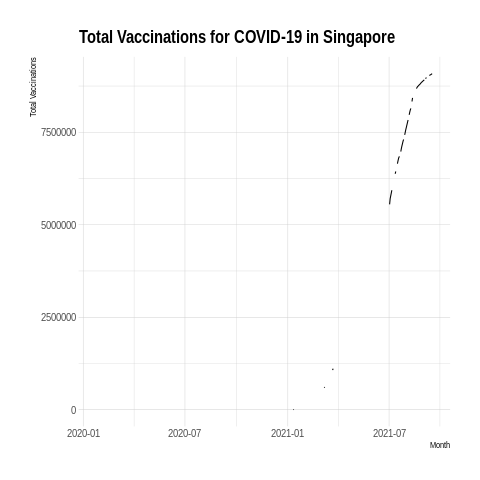 Total Vaccinations for COVID-19 in Singapore
Total Vaccinations
7500000
5000000
2500000
0
2020-01 2020-07 2021-01 2021-07
Month